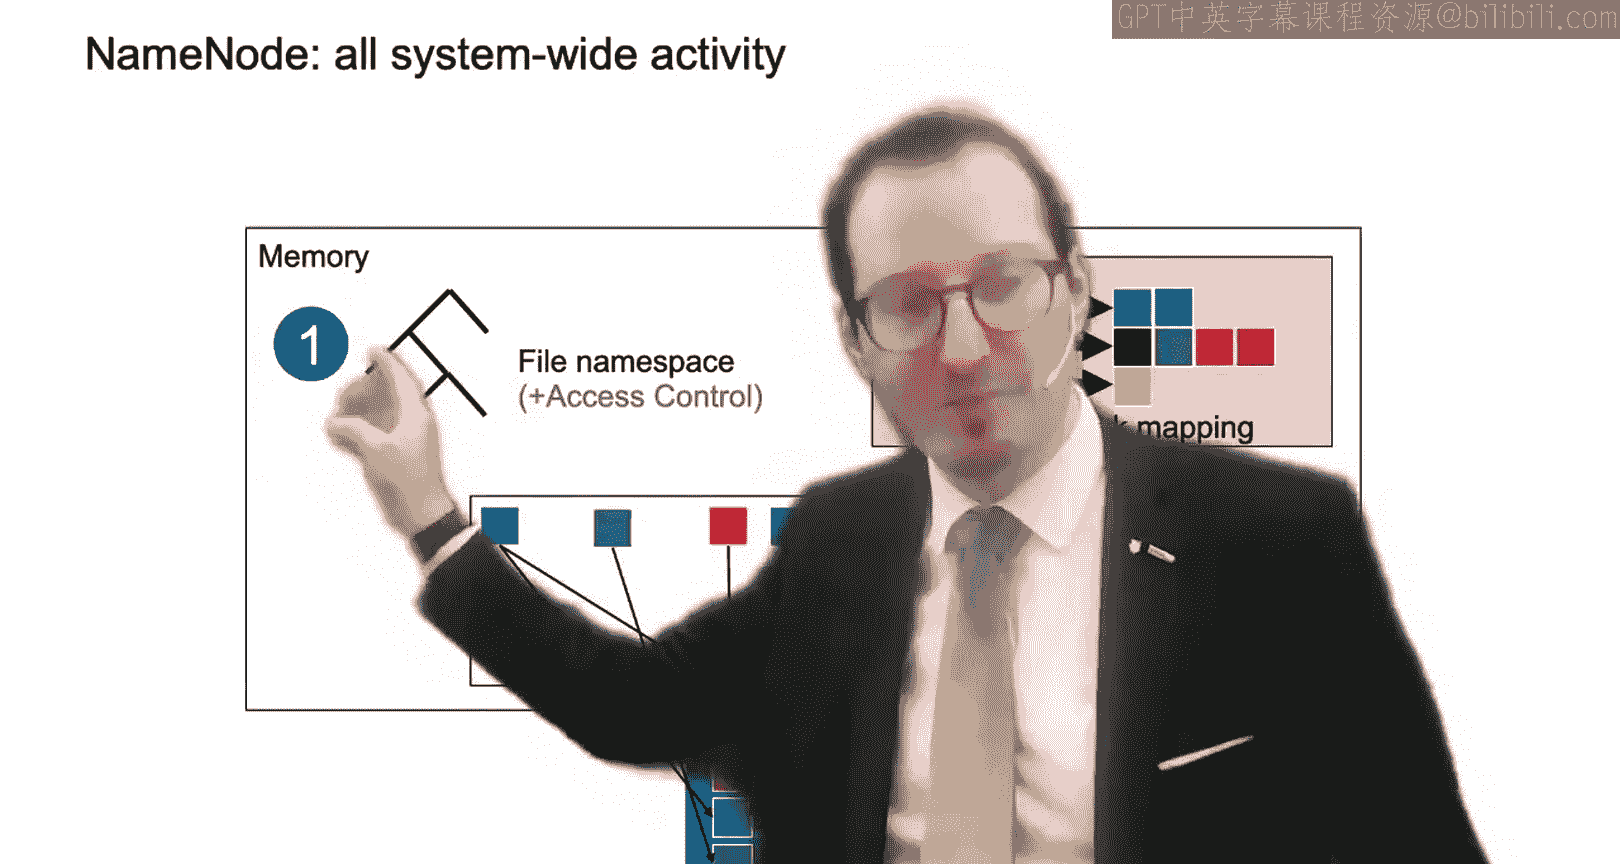 GPT中英字幕课程资源@bilibili.com
NameNode: all system-wide activity
Memory
1
File namespace
(+Access Control)
mapping